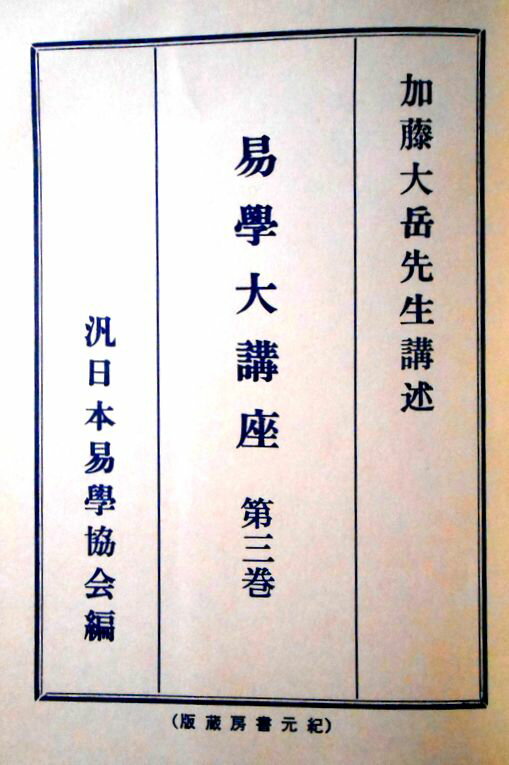 加藤大岳先生講述
易學大講座 第三巻
汎日本易學協会編
(紀元書房蔵版)